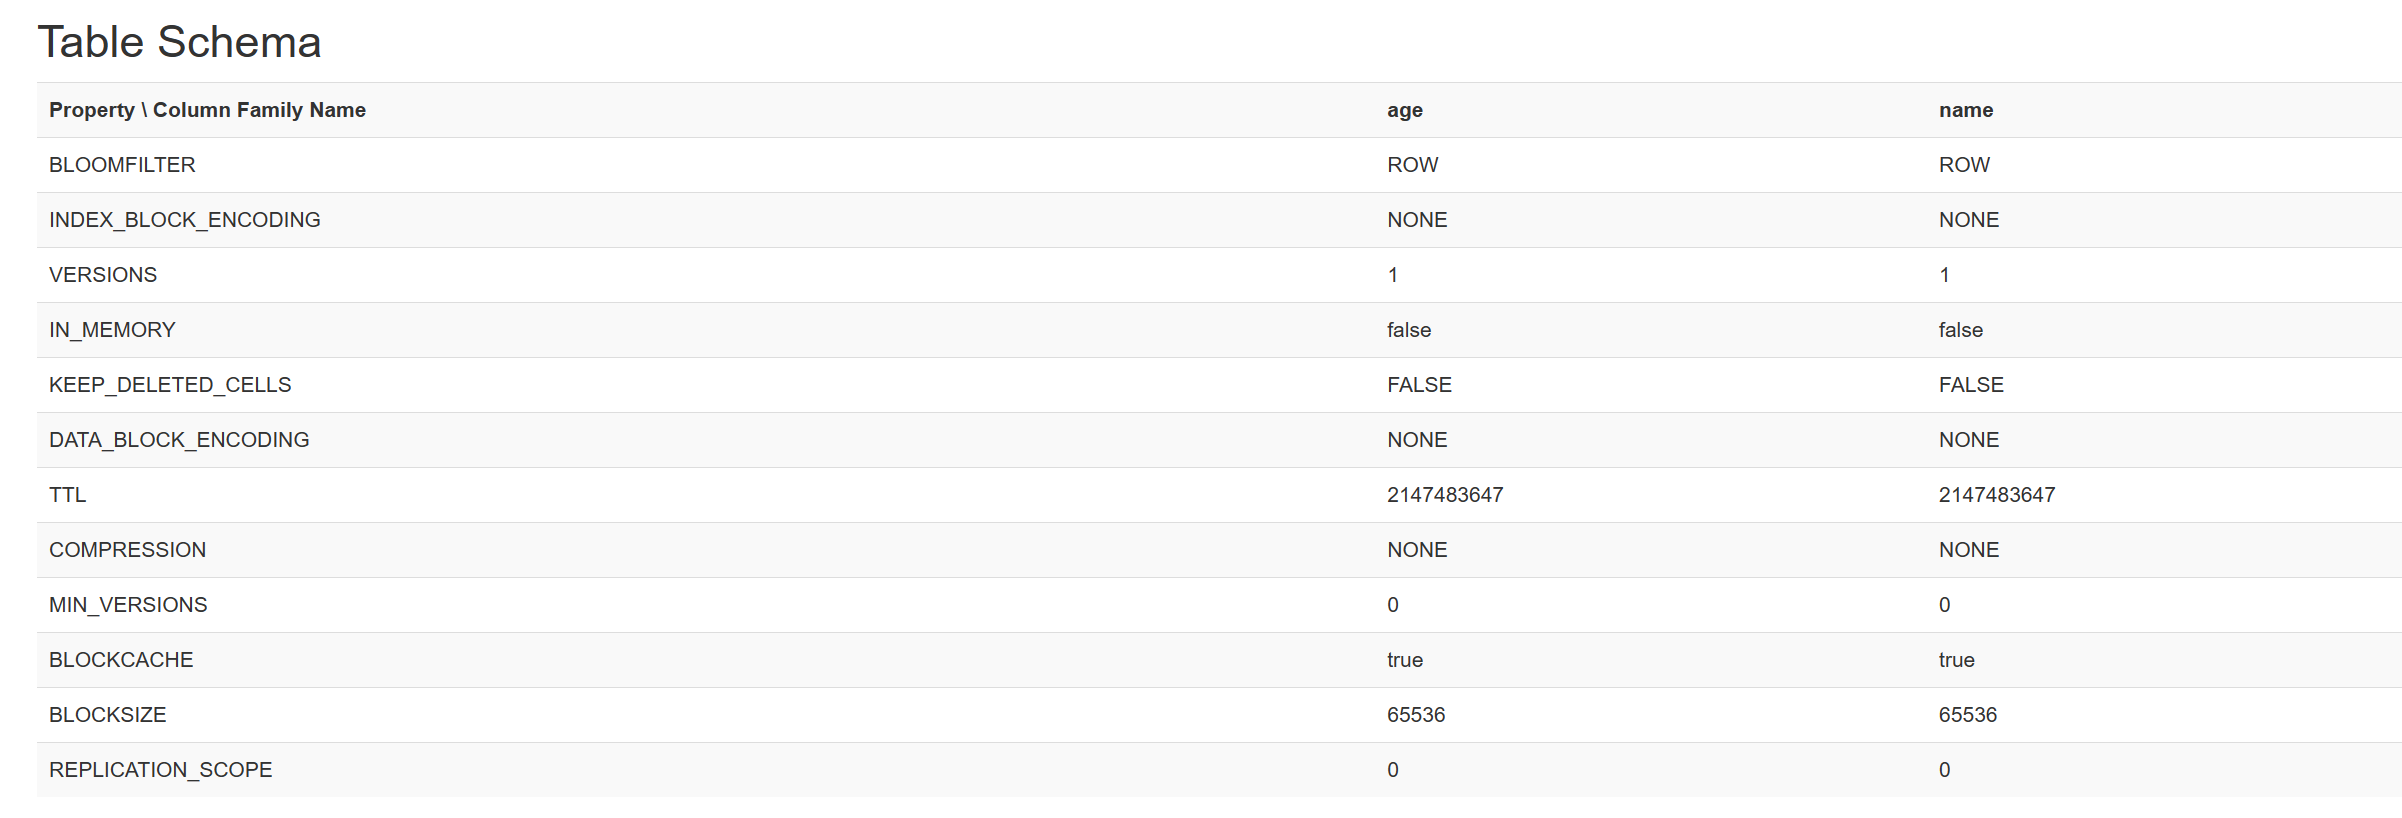 Table Schema
Property \ Column Family Name age name
BLOOMFILTER ROW ROW
INDEX_BLOCK_ENCODING NONE NONE
VERSIONS 1 1
IN_MEMORY false false
KEEP_DELETED_CELLS FALSE FALSE
DATA_BLOCK_ENCODING NONE NONE
TTL 2147483647 2147483647
COMPRESSION NONE NONE
MIN_VERSIONS 0 0
BLOCKCACHE true true
BLOCKSIZE 65536 65536
REPLICATION_SCOPE 0 0